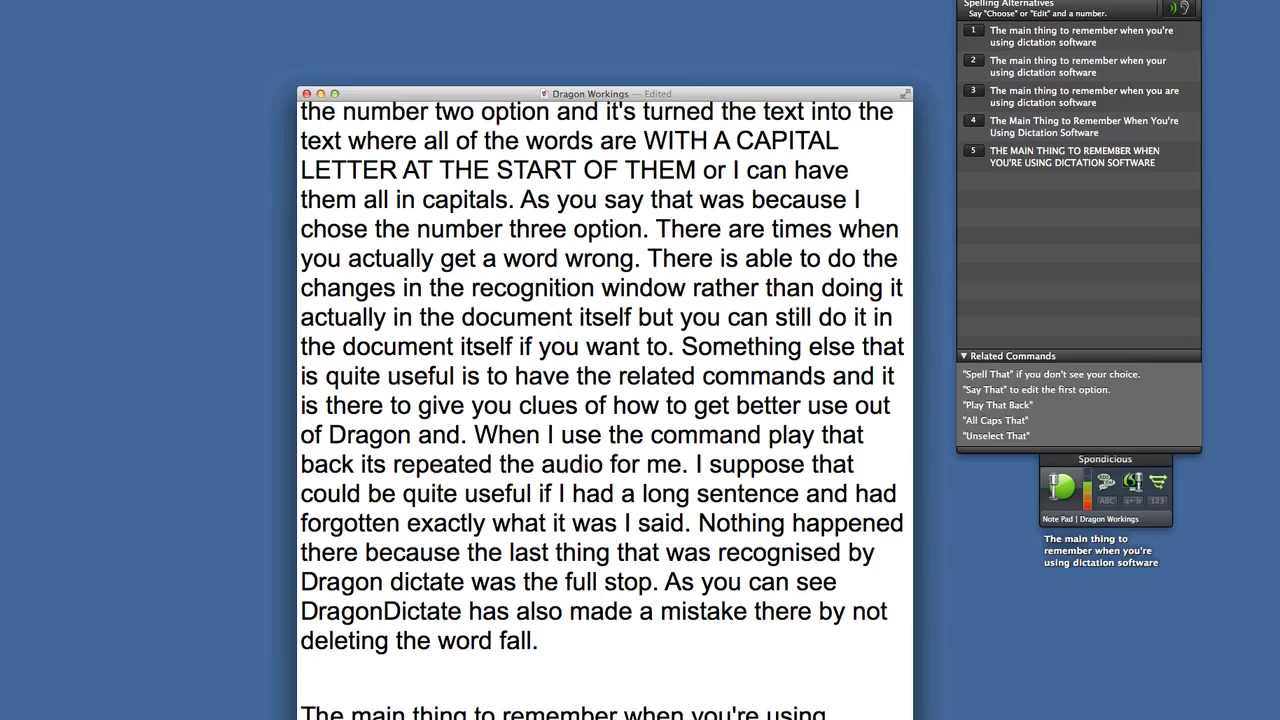 Spelling Alternatives
Say "Choose" or "Edit" and a number.
1 The main thing to remember when you're
using dictation software
2 The main thing to remember when your
using dictation software
3 The main thing to remember when you are
using dictation software
4 The Main Thing To Remember When You're
Using Dictation Software
5 THE MAIN THING TO REMEMBER WHEN
YOU'RE USING DICTATION SOFTWARE
Dragon Workings — Edited
the number two option and it's turned the text into the
text where all of the words are WITH A CAPITAL
LETTER AT THE START OF THEM or I can have
them all in capitals. As you say that was because I
chose the number three option. There are times when
you actually get a word wrong. There is able to do the
changes in the recognition window rather than doing it
actually in the document itself but you can still do it in
the document itself if you want to. Something else that
is quite useful is to have the related commands and it
is there to give you clues of how to get better use out
of Dragon and. When I use the command play that
back its repeated the audio for me. I suppose that
could be quite useful if I had a long sentence and had
forgotten exactly what it was I said. Nothing happened
there because the last thing that was recognised by
Dragon dictate was the full stop. As you can see
DragonDictate has also made a mistake there by not
deleting the word fall.
The main thing to remember when you're using
Related Commands
"Spell That" if you don't see your choice.
"Say That" to edit the first option.
"Play That Back"
"All Caps That"
"Unselect That"
Spondicious
ABC a←b 123
Note Pad | Dragon Workings
The main thing to
remember when you're
using dictation software